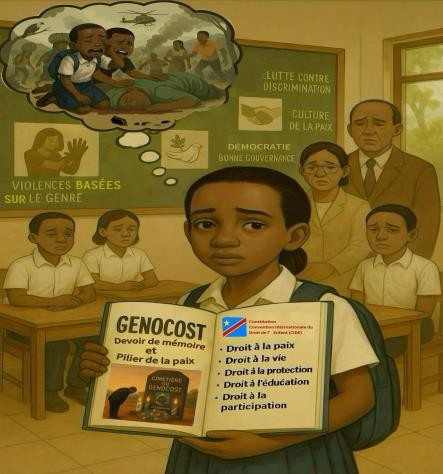 LUTTE CONTRE
DISCRIMINATION
CULTURE
DE LA PAIX
DÉMOCRATIE
BONNE GOUVERNANCE
VIOLENCES BASÉES
SUR LE GENRE
GENOCOST
Devoir de mémoire
et
Pilier de la paix
CIMETIÈRE
DU
GENOCOST
Constitution
Convention Internationale du
Droit de l' Enfant (CIDE)
• Droit à la paix
• Droit à la vie
• Droit à la protection
• Droit à l'éducation
• Droit à la
participation